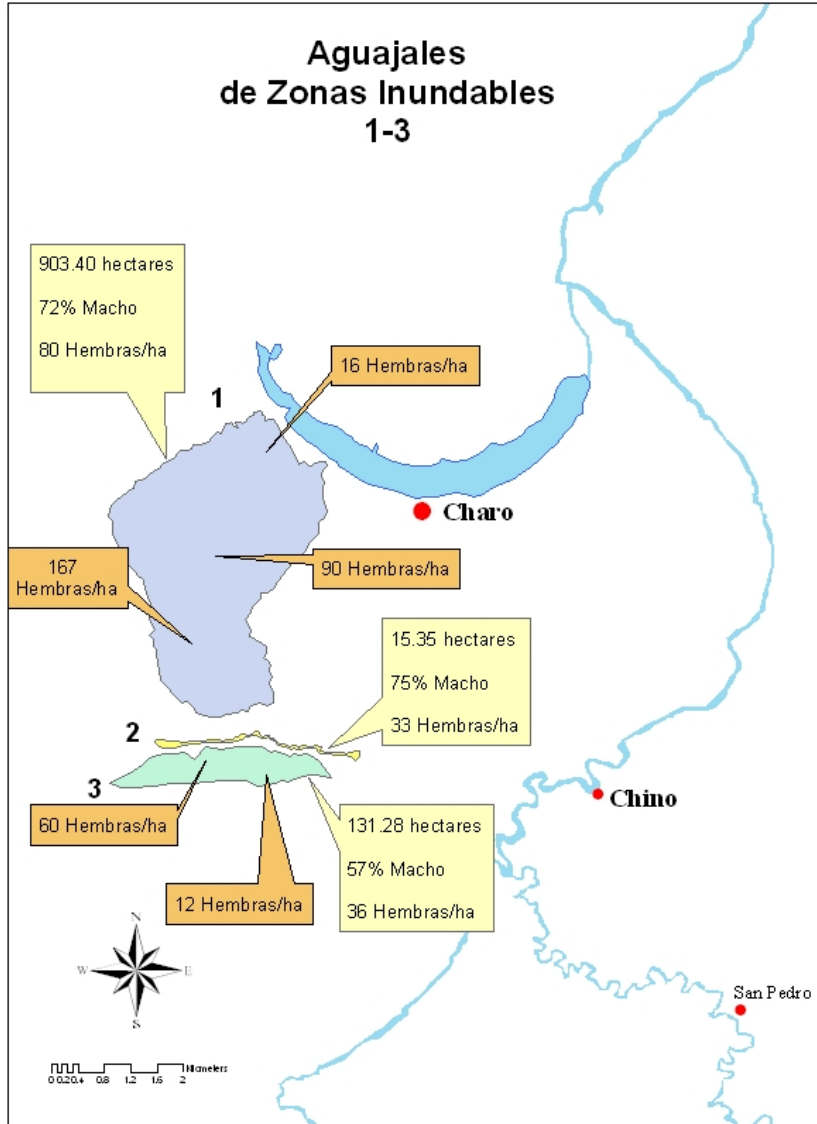 Aguajales
de Zonas Inundables
1-3
903.40 hectares
72% Macho
80 Hembras/ha
16 Hembras/ha
1
Charo
167
Hembras/ha
90 Hembras/ha
15.35 hectares
75% Macho
33 Hembras/ha
2
3
60 Hembras/ha
12 Hembras/ha
131.28 hectares
57% Macho
36 Hembras/ha
Chino
San Pedro
N
W
E
S
Kilometers
0 0.20.4 0.8 1.2 1.6 2